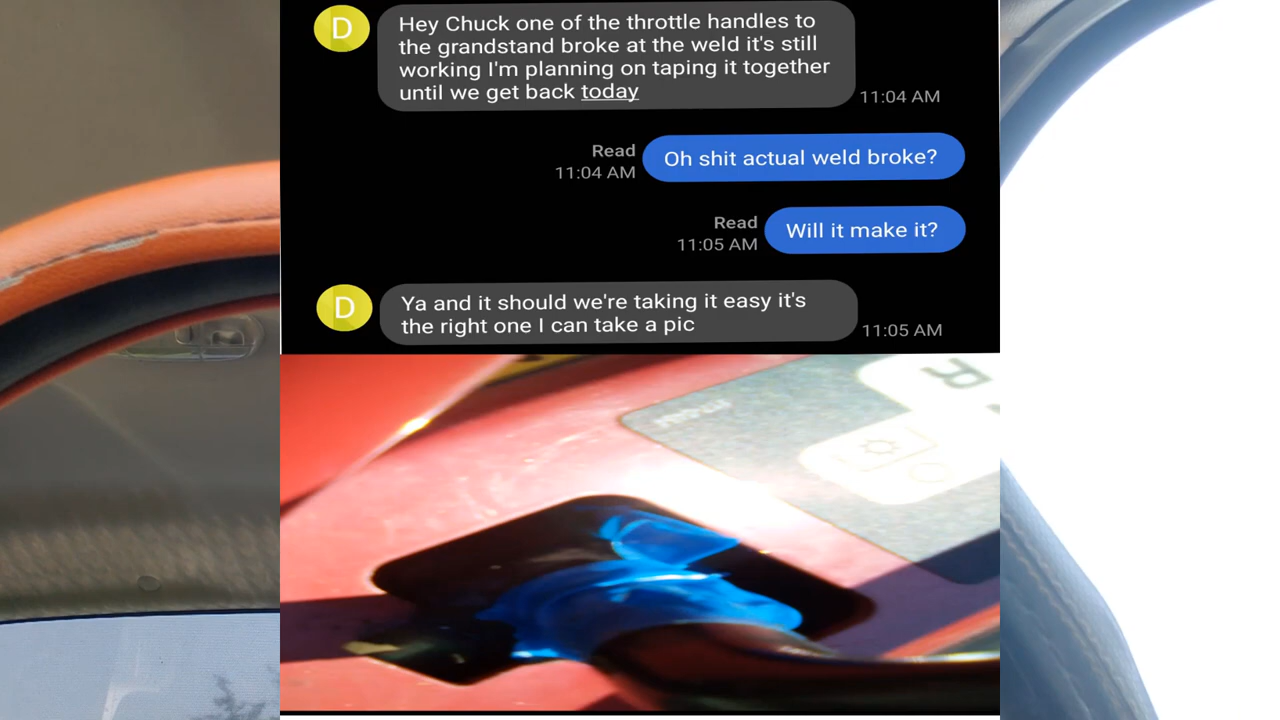 D
Hey Chuck one of the throttle handles to
the grandstand broke at the weld it's still
working I'm planning on taping it together
until we get back today
11:04 AM
Read
11:04 AM
Oh shit actual weld broke?
Read
11:05 AM
Will it make it?
D
Ya and it should we're taking it easy it's
the right one I can take a pic
11:05 AM
R